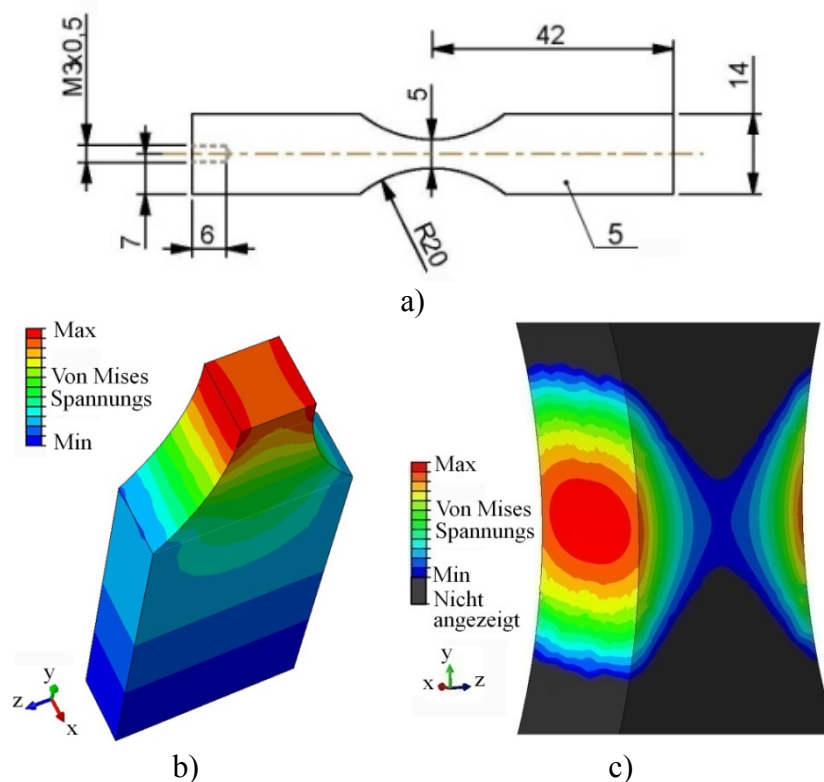 42
M3x0,5
5
14
7
6
R20
5
a)
Max
Von Mises
Spannungs
Min
y
z
x
b)
Max
Von Mises
Spannungs
Min
Nicht
angezeigt
y
x
z
c)